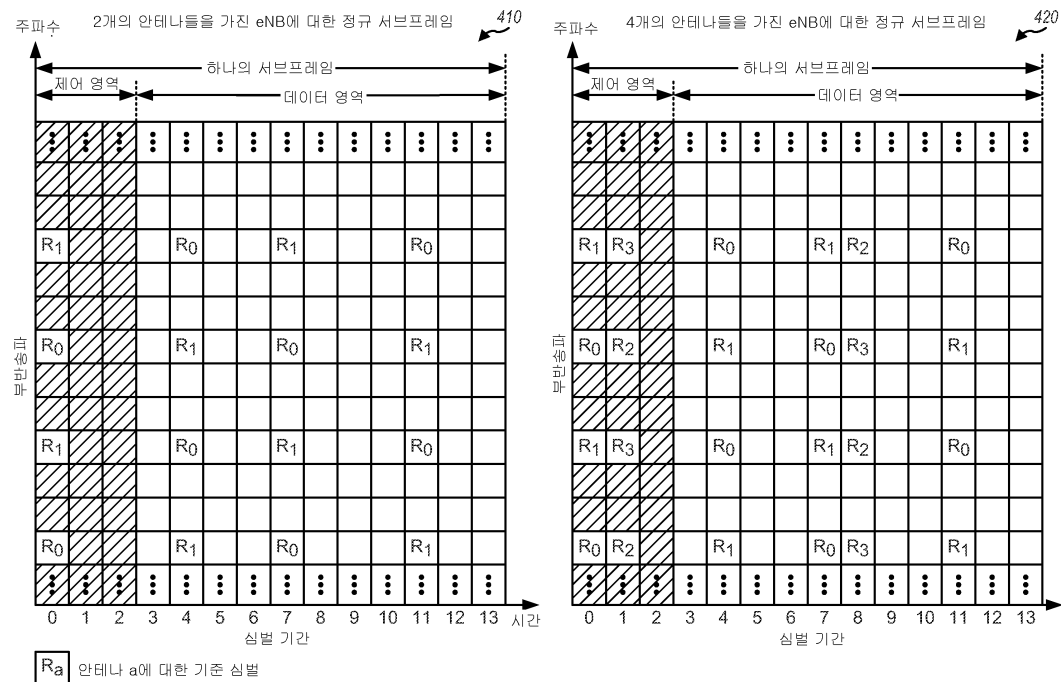 2개의 안테나들을 가진 eNB에 대한 정규 서브프레임
410
주파수
하나의 서브프레임
제어 영역
데이터 영역
R1 R0 R1 R0
R0 R1 R0 R1
R1 R0 R1 R0
R0 R1 R0 R1
부반송파
0 1 2 3 4 5 6 7 8 9 10 11 12 13 시간
심벌 기간
4개의 안테나들을 가진 eNB에 대한 정규 서브프레임
420
주파수
하나의 서브프레임
제어 영역
데이터 영역
R1 R3 R0 R1 R2 R0
R0 R2 R1 R0 R3 R1
R1 R3 R0 R1 R2 R0
R0 R2 R1 R0 R3 R1
부반송파
0 1 2 3 4 5 6 7 8 9 10 11 12 13
심벌 기간
Ra 안테나 a에 대한 기준 심벌